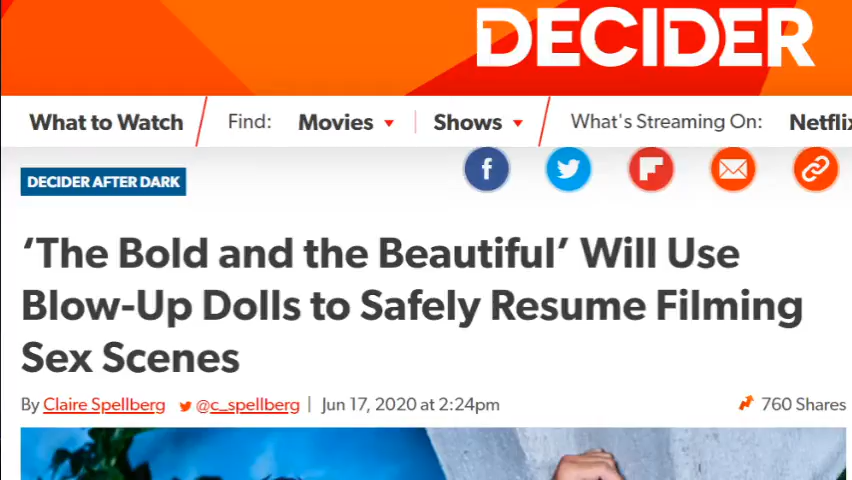 DECIDER
What to Watch Find: Movies Shows What's Streaming On: Netflix
DECIDER AFTER DARK
‘The Bold and the Beautiful’ Will Use
Blow-Up Dolls to Safely Resume Filming
Sex Scenes
By Claire Spellberg @c_spellberg | Jun 17, 2020 at 2:24pm 760 Shares